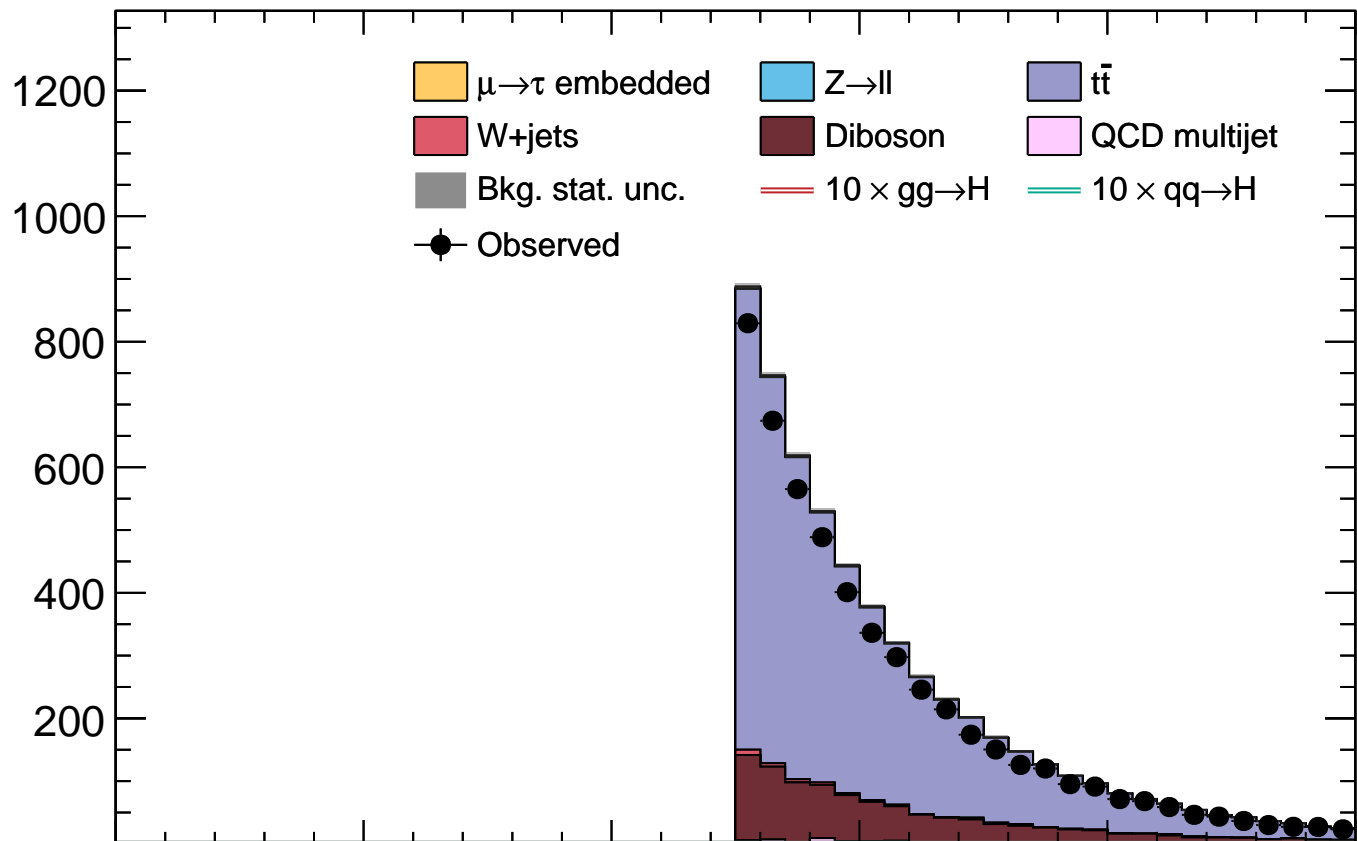 1200
1000
800
600
400
200
μ→τ embedded
Z→ll
tt̄
W+jets
Diboson
QCD multijet
Bkg. stat. unc.
10 × gg→H
10 × qq→H
Observed